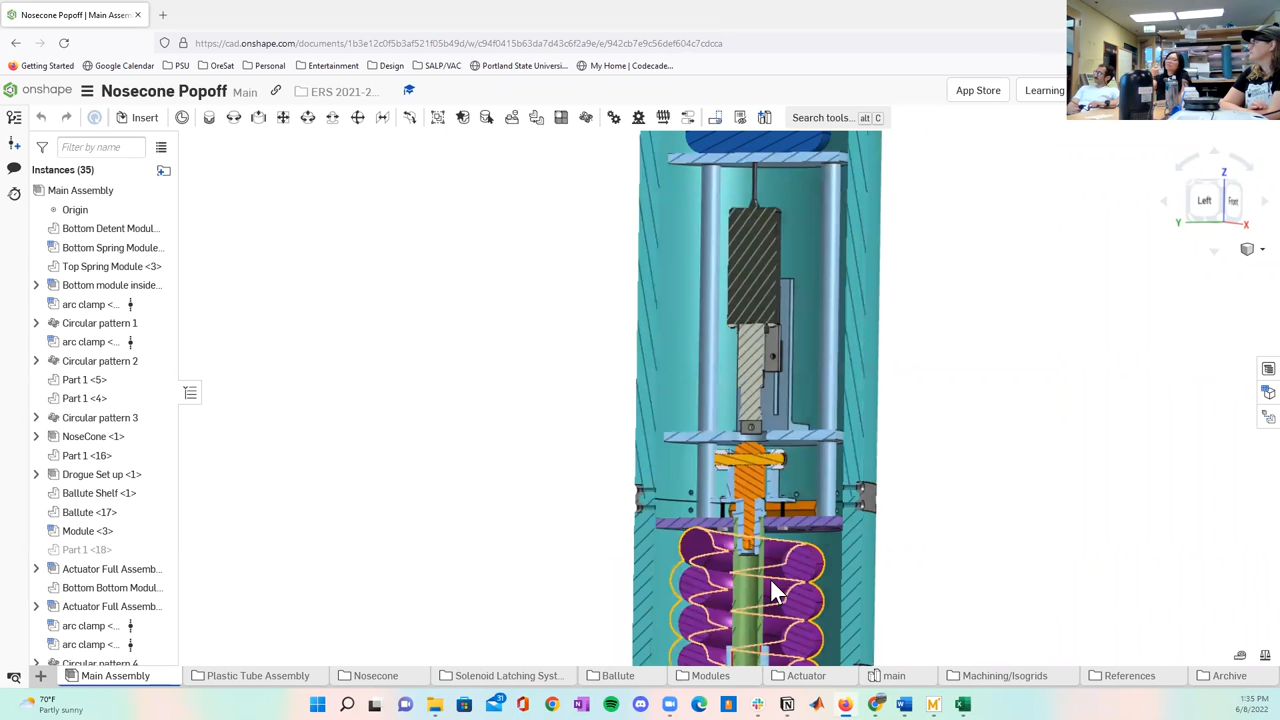 Nosecone Popoff | Main Assem
https://cad.onshape.com/documents/1b3e12c0f5b3af521f05b4fd/w/ef0415b63da7d43c6f2a9e/e/942cb7e9c56def604c7cdcca
Getting Started Google Calendar PSU OreSat Personal Entertainment Design SALP/VAC Portland State Universi... My Home | Codecade...
onshape Nosecone Popoff Main ERS 2021-2... App Store Learning
Insert Search tools... alt C
Filter by name
Instances (35)
Main Assembly
Origin
Bottom Detent Modul...
Bottom Spring Module...
Top Spring Module <3>
Bottom module inside...
arc clamp <...
Circular pattern 1
arc clamp <...
Circular pattern 2
Part 1 <5>
Part 1 <4>
Circular pattern 3
NoseCone <1>
Part 1 <16>
Drogue Set up <1>
Ballute Shelf <1>
Ballute <17>
Module <3>
Part 1 <18>
Actuator Full Assemb...
Bottom Bottom Modul...
Actuator Full Assemb...
arc clamp <...
arc clamp <...
Circular pattern 4
Z
Left Front
Y X
Main Assembly Plastic Tube Assembly Nosecone Solenoid Latching Syst... Ballute Modules Actuator main Machining/Isogrids References Archive
70°F
Partly sunny
31
1:35 PM
6/8/2022